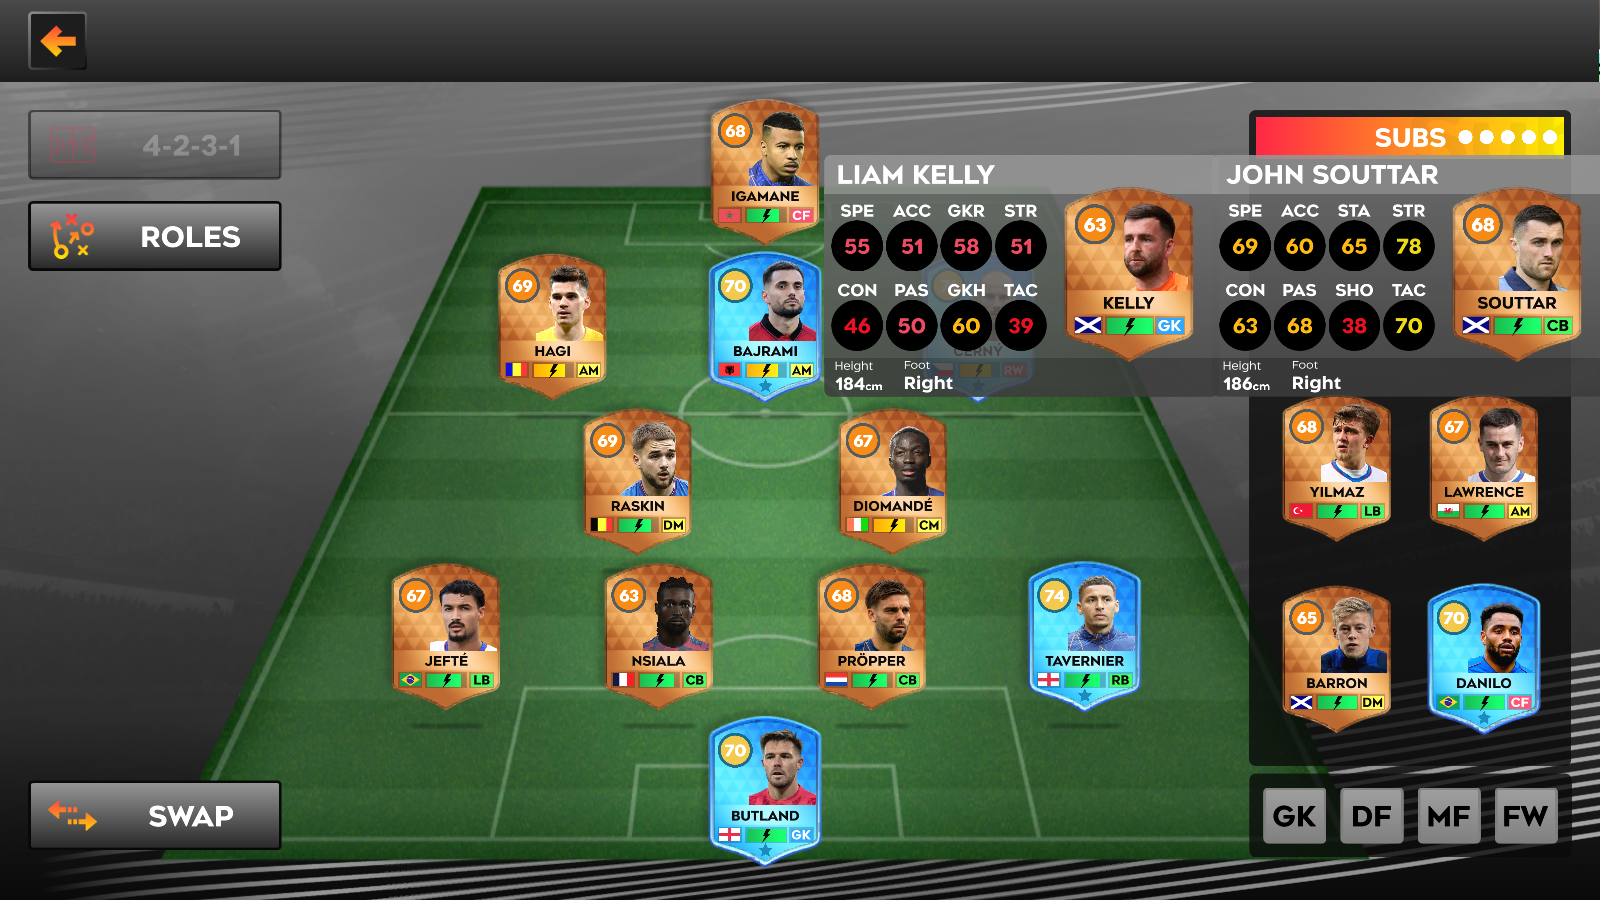 4-2-3-1
ROLES
SWAP
68
IGAMANE
CF
69
HAGI
AM
70
BAJRAMI
AM
ČERNÝ
RW
69
RASKIN
DM
67
DIOMANDÉ
CM
67
JEFTÉ
LB
63
NSIALA
CB
68
PRÖPPER
CB
74
TAVERNIER
RB
70
BUTLAND
GK
LIAM KELLY
SPE ACC GKR STR
55 51 58 51
CON PAS GKH TAC
46 50 60 39
Height Foot
184cm Right
63
KELLY
GK
JOHN SOUTTAR
SPE ACC STA STR
69 60 65 78
CON PAS SHO TAC
63 68 38 70
Height Foot
186cm Right
68
SOUTTAR
CB
SUBS
68
YILMAZ
LB
67
LAWRENCE
AM
65
BARRON
DM
70
DANILO
CF
GK DF MF FW